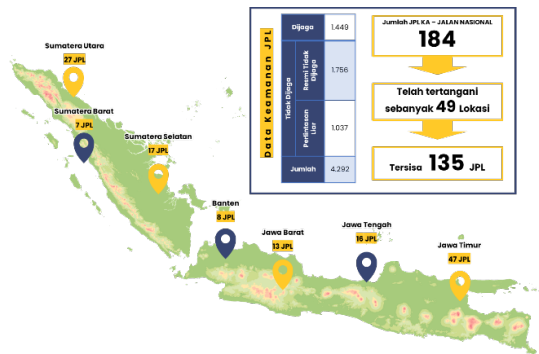 Sumatera Utara
27 JPL
Sumatera Barat
7 JPL
Sumatera Selatan
17 JPL
Banten
8 JPL
Jawa Barat
13 JPL
Jawa Tengah
16 JPL
Jawa Timur
47 JPL
Data Keamanan JPL
Dijaga
1.449
Tidak Dijaga
Resmi Tidak
Dijaga
1.756
Perlintasan
Liar
1.037
Jumlah
4.292
Jumlah JPL KA – JALAN NASIONAL
184
Telah tertangani
sebanyak 49 Lokasi
Tersisa 135 JPL